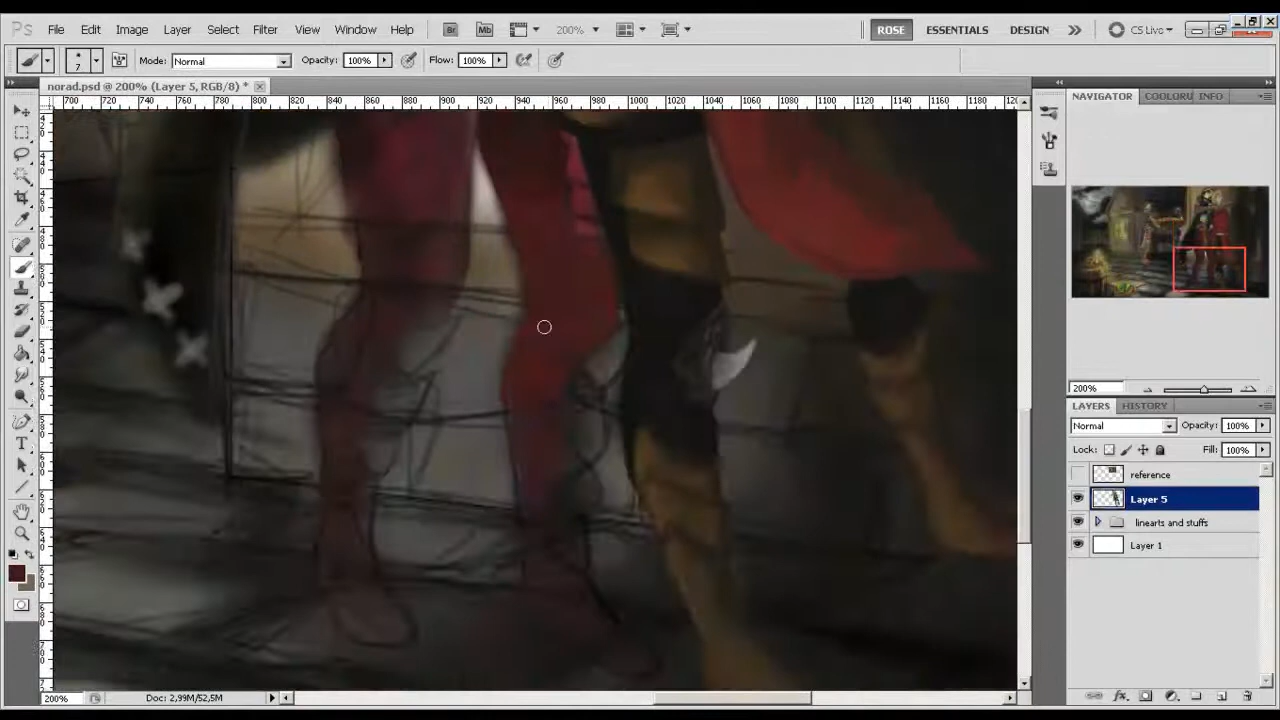 Ps File Edit Image Layer Select Filter View Window Help Br Mb 200% ROSE ESSENTIALS DESIGN CS Live
7 Mode: Normal Opacity: 100% Flow: 100%
norad.psd @ 200% (Layer 5, RGB/8) *
700 720 740 760 780 800 820 840 860 880 900 920 940 960 980 1000 1020 1040 1060 1080 1100 1120 1140 1160 1180
NAVIGATOR COOLORU INFO
200%
LAYERS HISTORY
Normal Opacity: 100%
Lock: Fill: 100%
reference
Layer 5
linearts and stuffs
Layer 1
200% Doc: 2,99M/52,5M